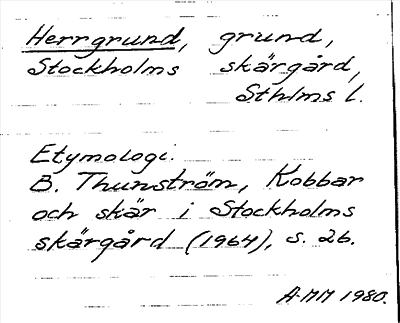 Herrgrund, grund,
Stockholms skärgård,
Sthlms l.
Etymologi.
B. Thunström, Kobbar
och skär i Stockholms
skärgård (1964), s. 26.
A-MM 1980.